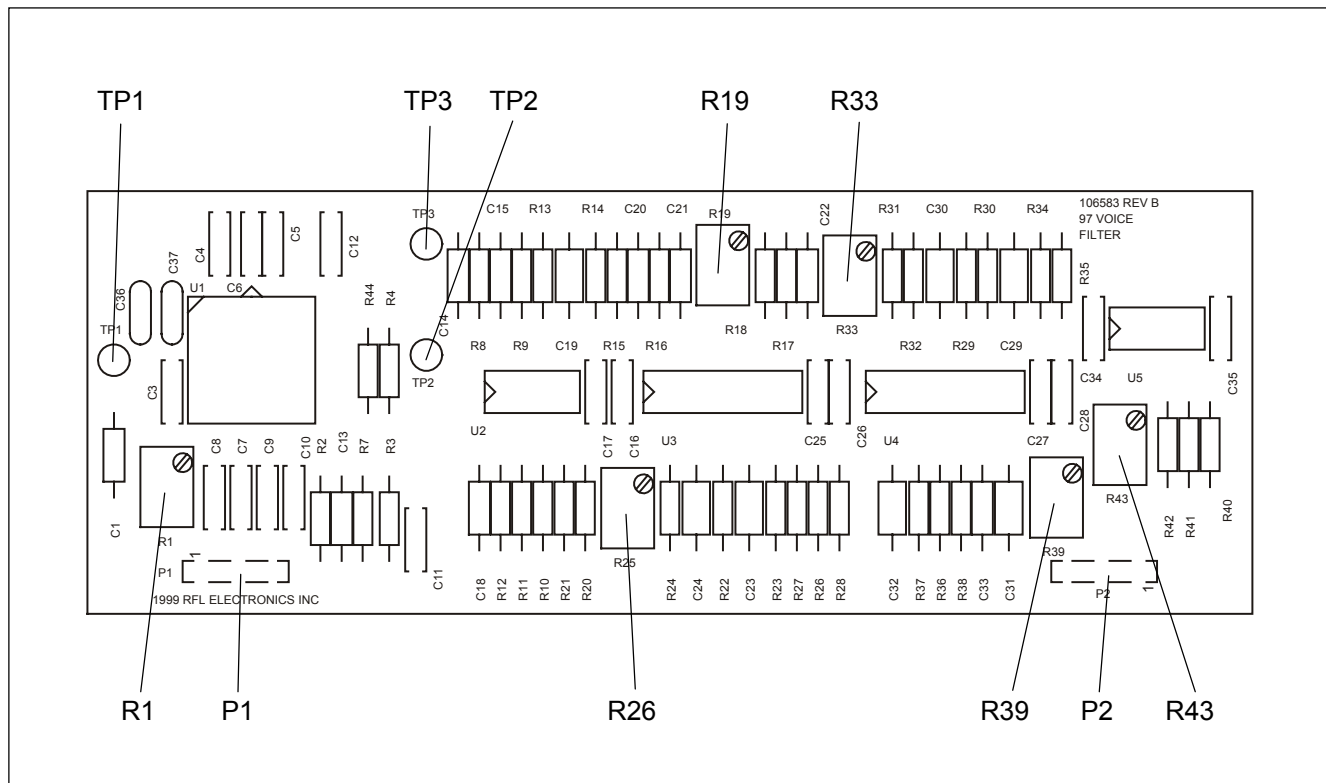 TP1 TP3 TP2 R19 R33
106583 REV B
97 VOICE
FILTER
TP3 C15 R13 R14 C20 C21 R19 C22 R31 C30 R30 R34
C4 C5 C12 R35
C36 C37 U1 C6 R44 R4
TP1 C14 TP2
R8 R9 C19 R15 R16 R18 R17 R33 R32 R29 C29
C3 C34 U5 C35
U2 C17 C16 U3 C25 C26 U4 C27 C28
C8 C7 C9 C10 R2 C13 R7 R3
C1 R1 R25 R39 R43 R42 R41 R40
P1 1 C11 P2 1
C18 R12 R11 R10 R21 R20 R24 C24 R22 C23 R23 R27 R26 R28 C32 R37 R36 R38 C33 C31
1999 RFL ELECTRONICS INC
R1 P1 R26 R39 P2 R43